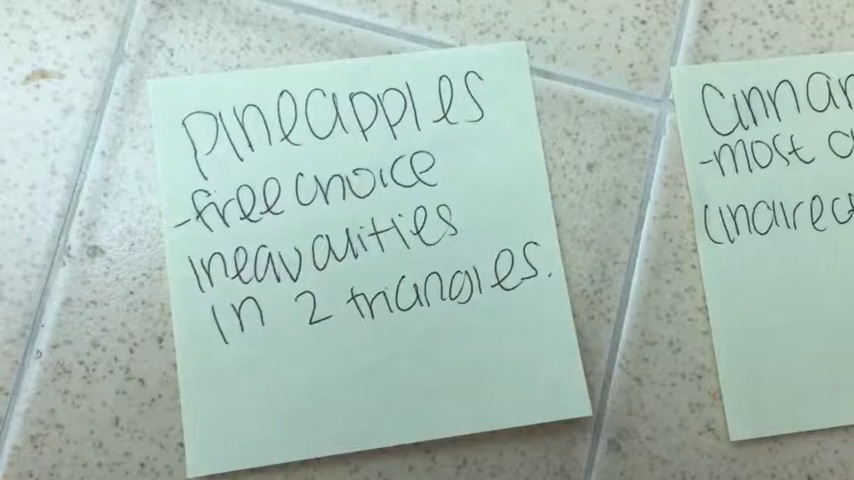 pineapples
-free choice
inequalities
in 2 triangles.
-most